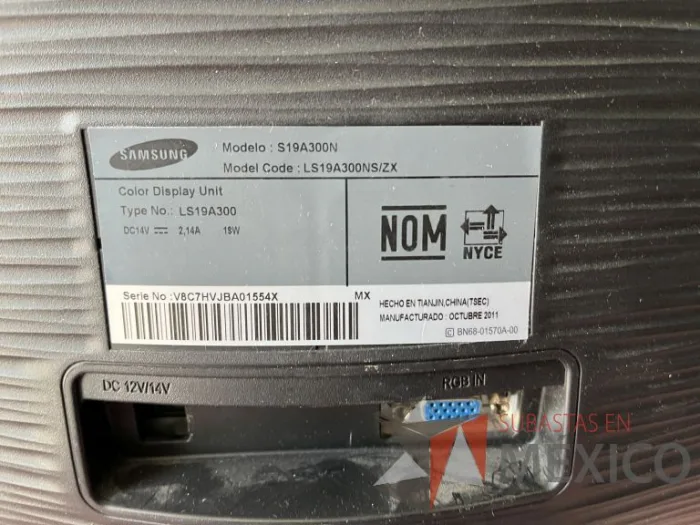 SAMSUNG
Modelo : S19A300N
Model Code : LS19A300NS/ZX
Color Display Unit
Type No.: LS19A300
DC14V ⎓ 2,14A 18W
NOM
NYCE
Serie No :V8C7HVJBA01554X MX
HECHO EN TIANJIN,CHINA(TSEC)
MANUFACTURADO : OCTUBRE 2011
Ⓒ BN68-01570A-00
DC 12V/14V
RGB IN
SUBASTAS EN
MEXICO